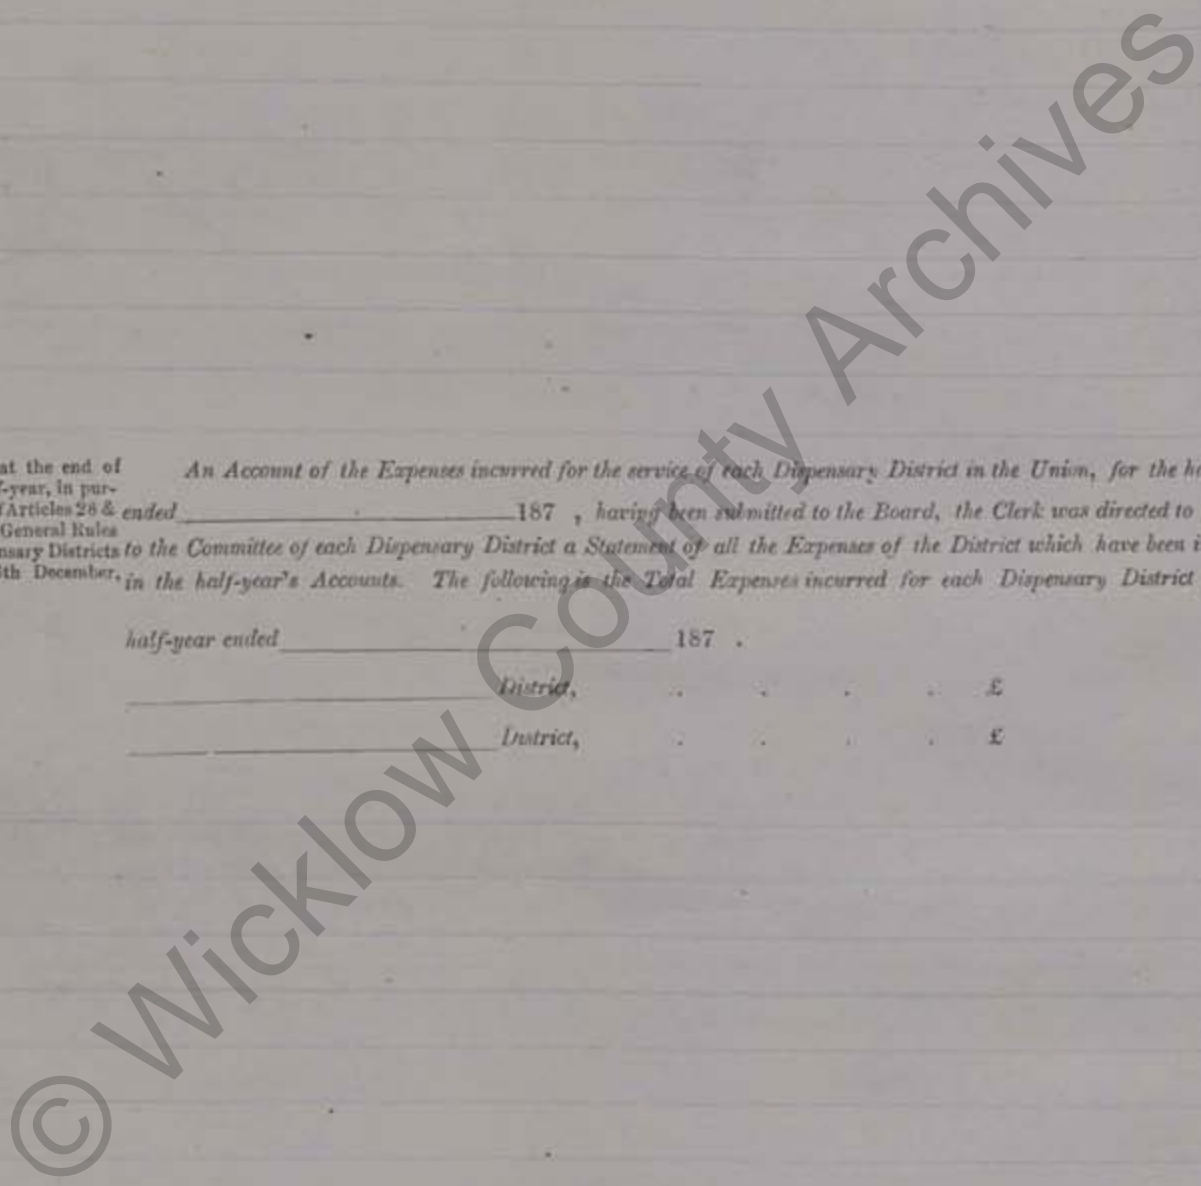 at the end of
-year, in pur-
Articles 28 &
General Rules
nsary Districts
th December,
An Account of the Expenses incurred for the service of each Dispensary District in the Union, for the
ended 187 , having been submitted to the Board, the Clerk was directed to
to the Committee of each Dispensary District a Statement of all the Expenses of the District which have been
in the half-year's Accounts. The following is the Total Expenses incurred for each Dispensary District
half-year ended 187 .
District, . . . . £
District, . . . . £
© Wicklow County Archives